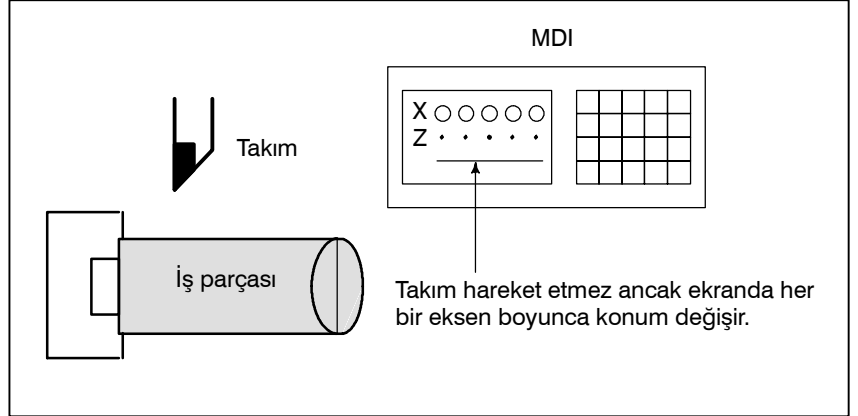 MDI
X
Z
Takım
İş parçası
Takım hareket etmez ancak ekranda her
bir eksen boyunca konum değişir.